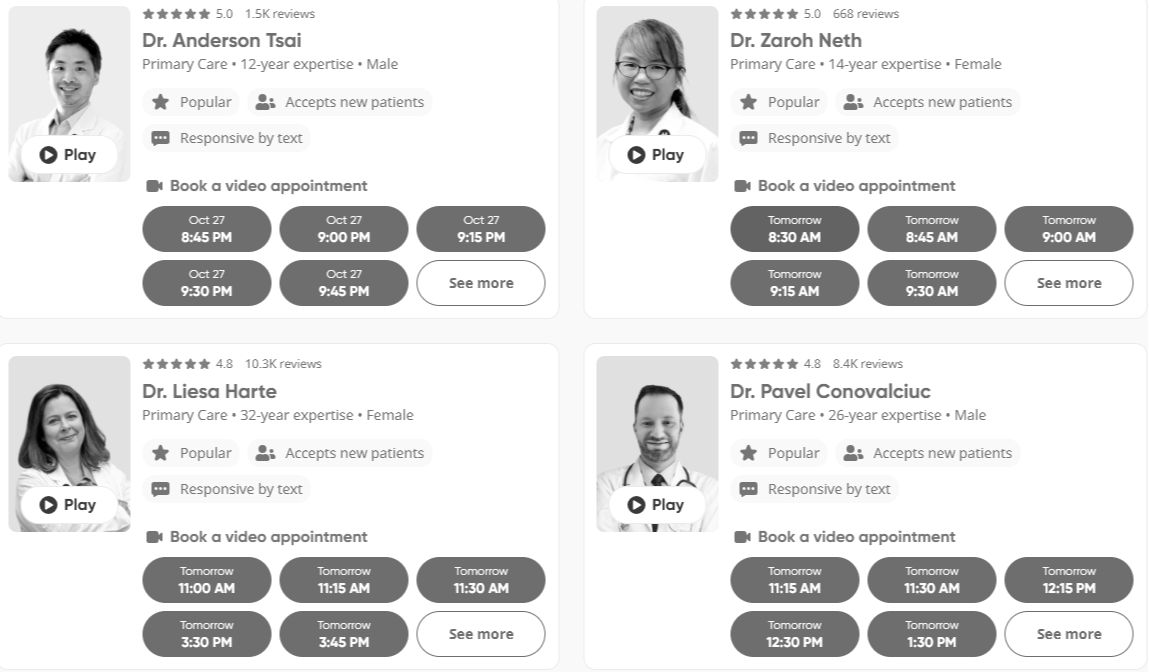 5.0 1.5K reviews
Dr. Anderson Tsai
Primary Care • 12-year expertise • Male
Popular Accepts new patients
Responsive by text
Play
Book a video appointment
Oct 27 Oct 27 Oct 27
8:45 PM 9:00 PM 9:15 PM
Oct 27 Oct 27
9:30 PM 9:45 PM See more
5.0 668 reviews
Dr. Zaroh Neth
Primary Care • 14-year expertise • Female
Popular Accepts new patients
Responsive by text
Play
Book a video appointment
Tomorrow Tomorrow Tomorrow
8:30 AM 8:45 AM 9:00 AM
Tomorrow Tomorrow
9:15 AM 9:30 AM See more
4.8 10.3K reviews
Dr. Liesa Harte
Primary Care • 32-year expertise • Female
Popular Accepts new patients
Responsive by text
Play
Book a video appointment
Tomorrow Tomorrow Tomorrow
11:00 AM 11:15 AM 11:30 AM
Tomorrow Tomorrow
3:30 PM 3:45 PM See more
4.8 8.4K reviews
Dr. Pavel Conovalciuc
Primary Care • 26-year expertise • Male
Popular Accepts new patients
Responsive by text
Play
Book a video appointment
Tomorrow Tomorrow Tomorrow
11:15 AM 11:30 AM 12:15 PM
Tomorrow Tomorrow
12:30 PM 1:30 PM See more